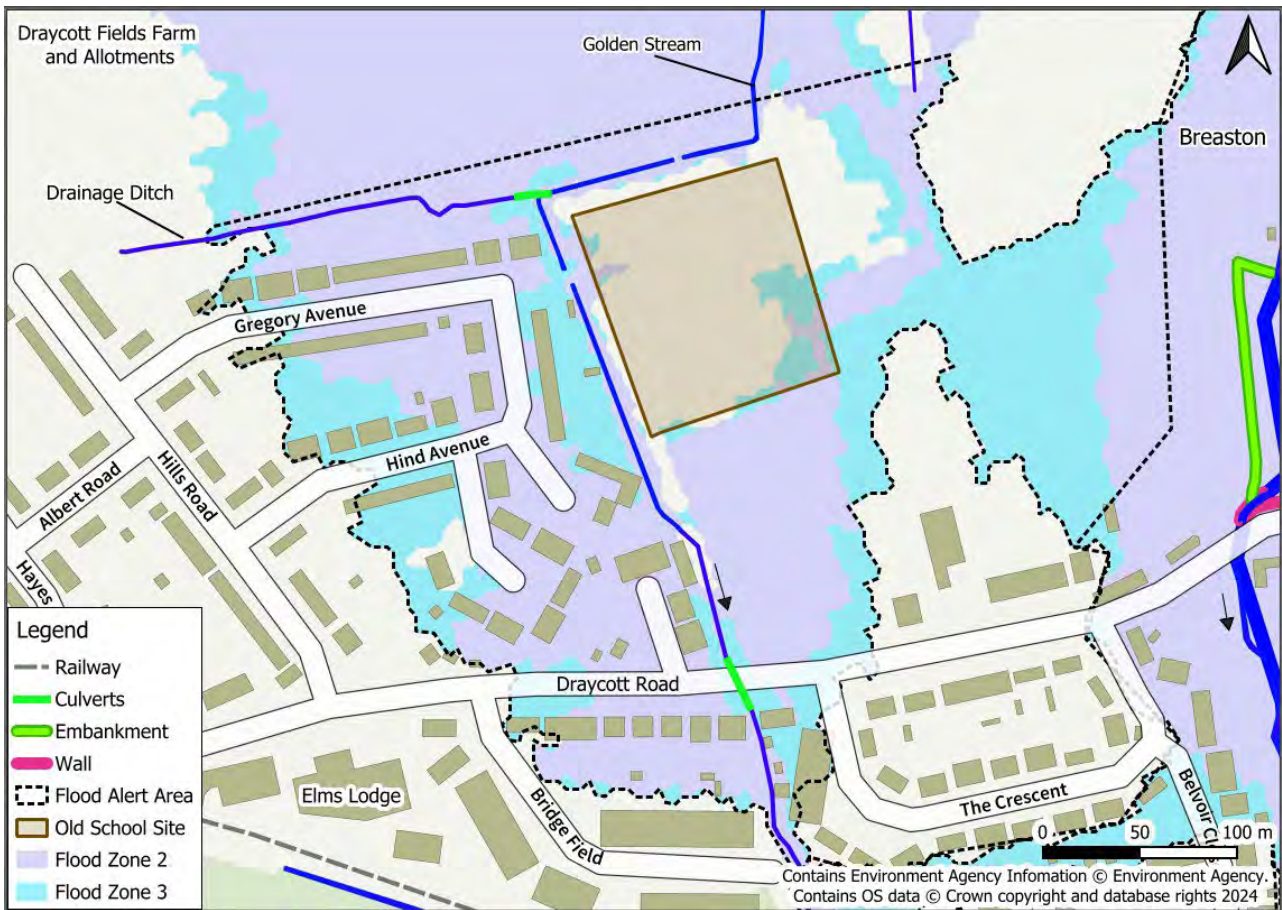 Draycott Fields Farm
and Allotments
Golden Stream
Breaston
Drainage Ditch
Gregory Avenue
Hind Avenue
Albert Road
Hills Road
Hayes
Draycott Road
Elms Lodge
Bridge Field
The Crescent
Belvoir Cl
Legend
Railway
Culverts
Embankment
Wall
Flood Alert Area
Old School Site
Flood Zone 2
Flood Zone 3
0 50 100 m
Contains Environment Agency Infomation © Environment Agency.
Contains OS data © Crown copyright and database rights 2024